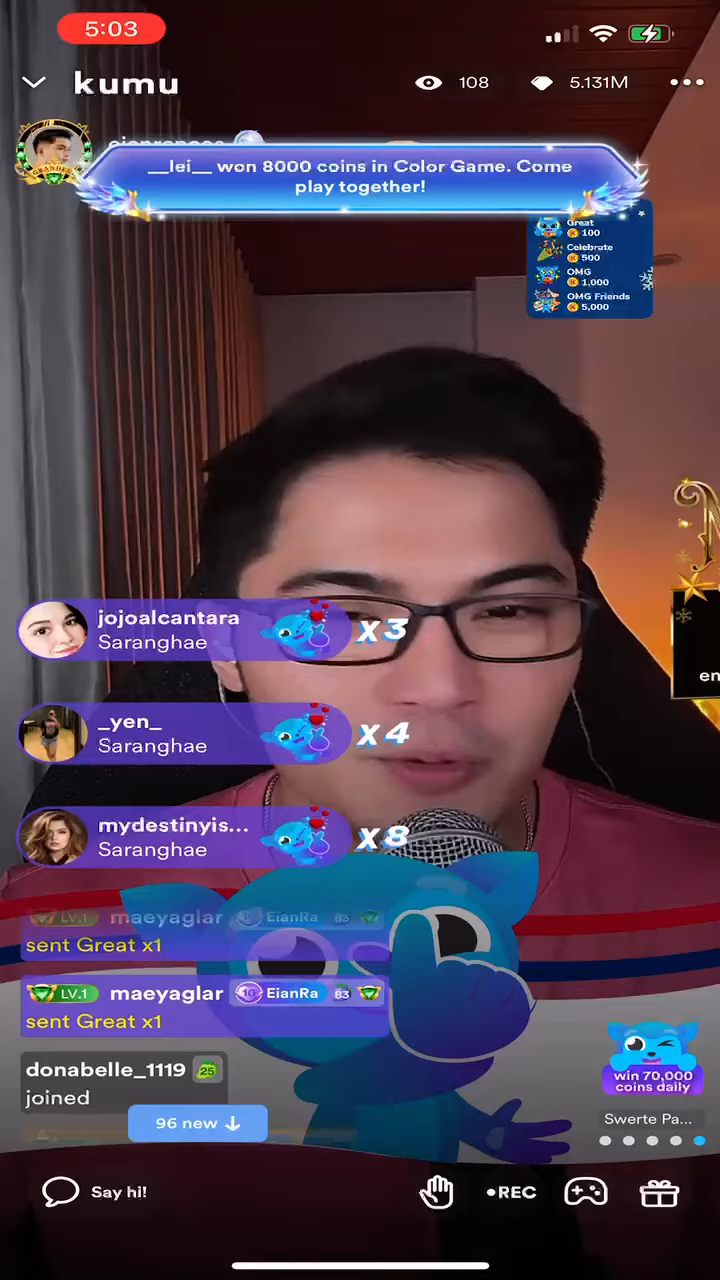 5:03
kumu
108
5.131M
GRANDEE
__lei__ won 8000 coins in Color Game. Come
play together!
Great
100
Celebrate
500
OMG
1,000
OMG Friends
5,000
jojoalcantara
Saranghae
x3
_yen_
Saranghae
x4
mydestinyis...
Saranghae
x8
en
LV.1 maeyaglar EianRa 83
sent Great x1
LV.1 maeyaglar 10 EianRa 83
sent Great x1
donabelle_1119 25
joined
96 new
win 70,000
coins daily
Swerte Pa...
Say hi!
•REC